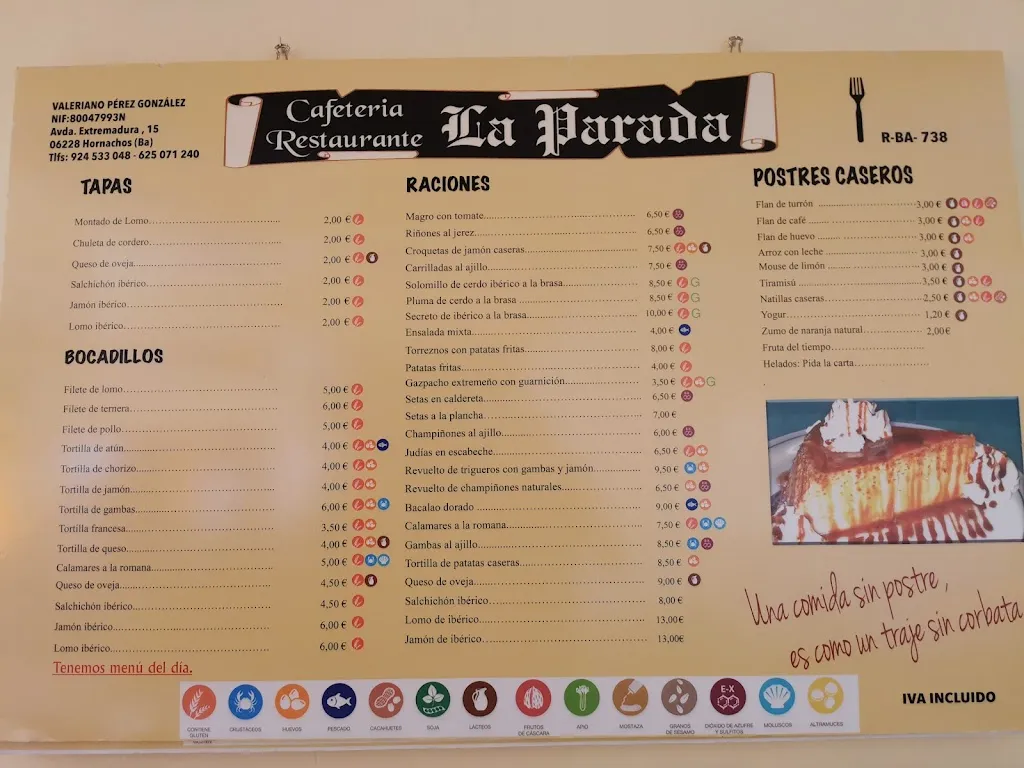 VALERIANO PÉREZ GONZÁLEZ
NIF:80047993N
Avda. Extremadura , 15
06228 Hornachos (Ba)
Tlfs: 924 533 048 - 625 071 240
Cafeteria
Restaurante
La Parada
R-BA- 738
TAPAS
Montado de Lomo 2,00 €
Chuleta de cordero 2,00 €
Queso de oveja 2,00 €
Salchichón ibérico 2,00 €
Jamón ibérico 2,00 €
Lomo ibérico 2,00 €
BOCADILLOS
Filete de lomo 5,00 €
Filete de ternera 6,00 €
Filete de pollo 5,00 €
Tortilla de atún 4,00 €
Tortilla de chorizo 4,00 €
Tortilla de jamón 4,00 €
Tortilla de gambas 6,00 €
Tortilla francesa 3,50 €
Tortilla de queso 4,00 €
Calamares a la romana 5,00 €
Queso de oveja 4,50 €
Salchichón ibérico 4,50 €
Jamón ibérico 6,00 €
Lomo ibérico 6,00 €
Tenemos menú del día.
RACIONES
Magro con tomate 6,50 €
Riñones al jerez 6,50 €
Croquetas de jamón caseras 7,50 €
Carrilladas al ajillo 7,50 €
Solomillo de cerdo ibérico a la brasa 8,50 € G
Pluma de cerdo a la brasa 8,50 € G
Secreto de ibérico a la brasa 10,00 € G
Ensalada mixta 4,00 €
Torreznos con patatas fritas 8,00 €
Patatas fritas 4,00 €
Gazpacho extremeño con guarnición 3,50 € G
Setas en caldereta 6,50 €
Setas a la plancha 7,00 €
Champiñones al ajillo 6,00 €
Judías en escabeche 6,50 €
Revuelto de trigueros con gambas y jamón 9,50 €
Revuelto de champiñones naturales 6,50 €
Bacalao dorado 9,00 €
Calamares a la romana 7,50 €
Gambas al ajillo 8,50 €
Tortilla de patatas caseras 8,50 €
Queso de oveja 9,00 €
Salchichón ibérico 8,00€
Lomo de ibérico 13,00€
Jamón de ibérico 13,00€
POSTRES CASEROS
Flan de turrón 3,00 €
Flan de café 3,00 €
Flan de huevo 3,00 €
Arroz con leche 3,00 €
Mouse de limón 3,00 €
Tiramisú 3,50 €
Natillas caseras 2,50 €
Yogur 1,20 €
Zumo de naranja natural 2,00€
Fruta del tiempo
Helados: Pida la carta
Una comida sin postre,
es como un traje sin corbata
IVA INCLUIDO
CONTIENE GLUTEN
CRUSTÁCEOS
HUEVOS
PESCADO
CACAHUETES
SOJA
LÁCTEOS
FRUTOS DE CÁSCARA
APIO
MOSTAZA
GRANOS DE SÉSAMO
E-X
DIÓXIDO DE AZUFRE Y SULFITOS
MOLUSCOS
ALTRAMUCES